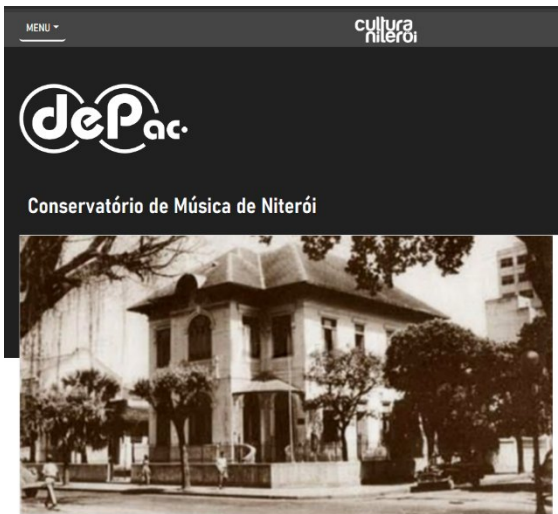 MENU
cultura
niterói
dePac.
Conservatório de Música de Niterói